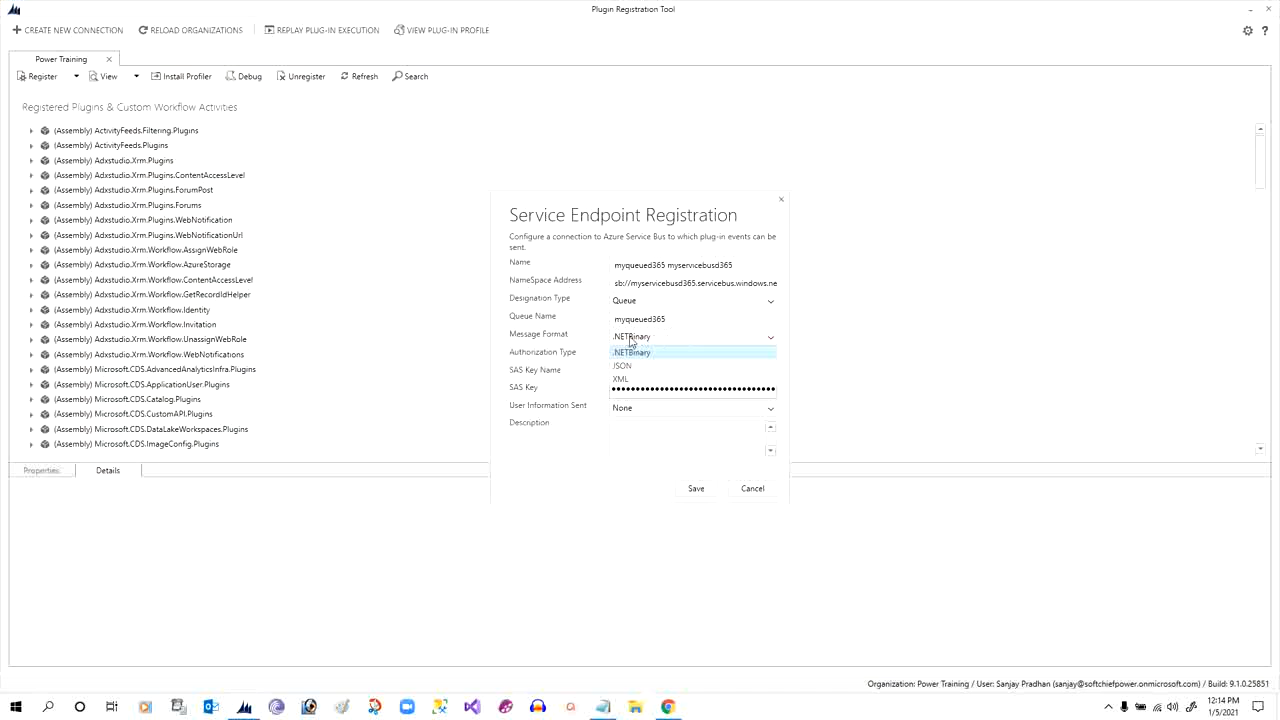 Plugin Registration Tool
CREATE NEW CONNECTION RELOAD ORGANIZATIONS REPLAY PLUG-IN EXECUTION VIEW PLUG-IN PROFILE
Power Training
Register View Install Profiler Debug Unregister Refresh Search
Registered Plugins & Custom Workflow Activities
(Assembly) ActivityFeeds.Filtering.Plugins
(Assembly) ActivityFeeds.Plugins
(Assembly) Adxstudio.Xrm.Plugins
(Assembly) Adxstudio.Xrm.Plugins.ContentAccessLevel
(Assembly) Adxstudio.Xrm.Plugins.ForumPost
(Assembly) Adxstudio.Xrm.Plugins.Forums
(Assembly) Adxstudio.Xrm.Plugins.WebNotification
(Assembly) Adxstudio.Xrm.Plugins.WebNotificationUrl
(Assembly) Adxstudio.Xrm.Workflow.AssignWebRole
(Assembly) Adxstudio.Xrm.Workflow.AzureStorage
(Assembly) Adxstudio.Xrm.Workflow.ContentAccessLevel
(Assembly) Adxstudio.Xrm.Workflow.GetRecordIdHelper
(Assembly) Adxstudio.Xrm.Workflow.Identity
(Assembly) Adxstudio.Xrm.Workflow.Invitation
(Assembly) Adxstudio.Xrm.Workflow.UnassignWebRole
(Assembly) Adxstudio.Xrm.Workflow.WebNotifications
(Assembly) Microsoft.CDS.AdvancedAnalyticsInfra.Plugins
(Assembly) Microsoft.CDS.ApplicationUser.Plugins
(Assembly) Microsoft.CDS.Catalog.Plugins
(Assembly) Microsoft.CDS.CustomAPI.Plugins
(Assembly) Microsoft.CDS.DataLakeWorkspaces.Plugins
(Assembly) Microsoft.CDS.ImageConfig.Plugins
Service Endpoint Registration
Configure a connection to Azure Service Bus to which plug-in events can be
sent.
Name myqueued365 myservicebusd365
NameSpace Address sb://myservicebusd365.servicebus.windows.ne
Designation Type Queue
Queue Name myqueued365
Message Format .NETBinary
Authorization Type .NETBinary
JSON
SAS Key Name XML
SAS Key ●●●●●●●●●●●●●●●●●●●●●●●●●●●●●●●●●
User Information Sent None
Description
Save Cancel
Properties Details
Organization: Power Training / User: Sanjay Pradhan (sanjay@softchiefpower.onmicrosoft.com) / Build: 9.1.0.25851
12:14 PM
1/5/2021